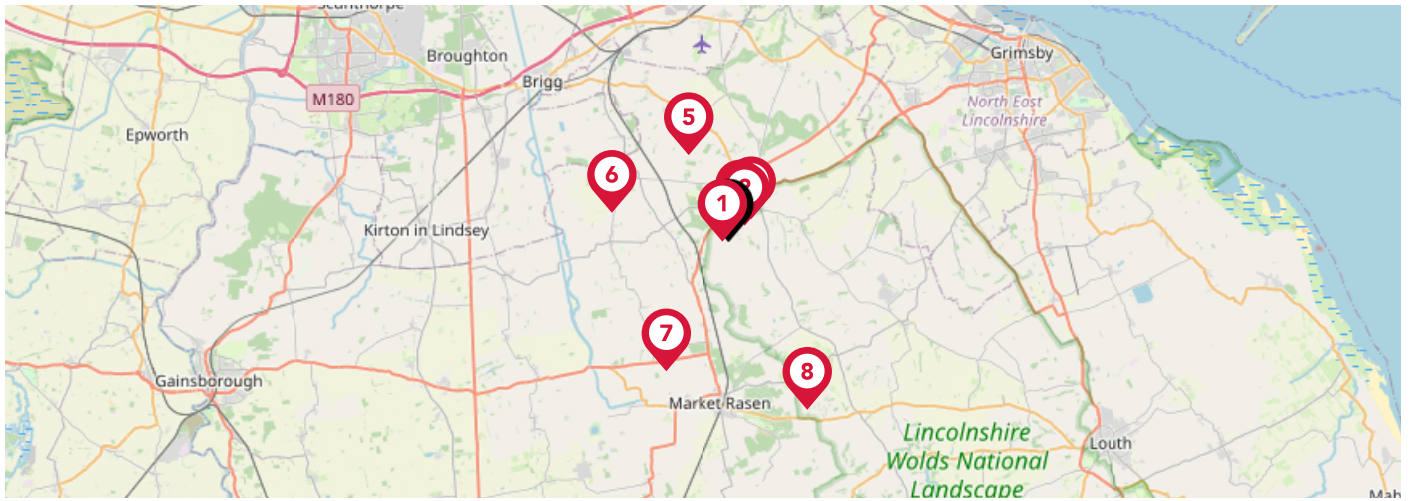 Scunthorpe
Broughton
Grimsby
Brigg
M180
North East
Lincolnshire
Epworth
5
6
2
1
Kirton in Lindsey
7
8
Gainsborough
Market Rasen
Lincolnshire
Wolds National
Landscape
Louth